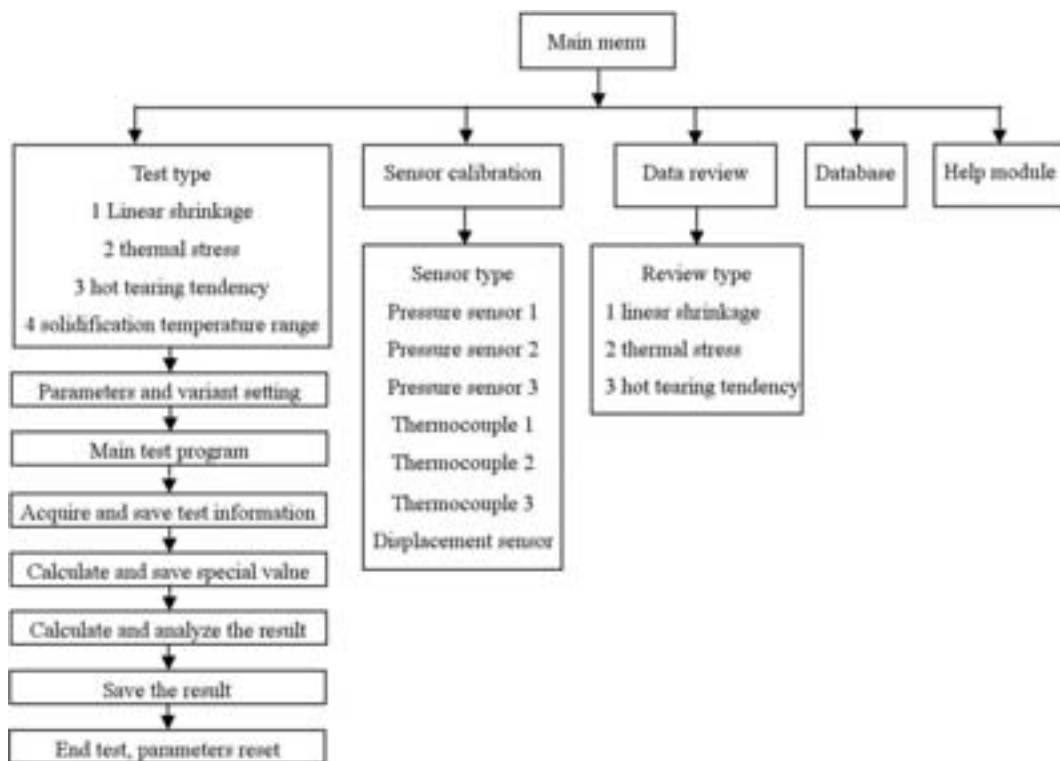 Main menu
Test type
1 Linear shrinkage
2 thermal stress
3 hot tearing tendency
4 solidification temperature range
Parameters and variant setting
Main test program
Acquire and save test information
Calculate and save special value
Calculate and analyze the result
Save the result
End test, parameters reset
Sensor calibration
Sensor type
Pressure sensor 1
Pressure sensor 2
Pressure sensor 3
Thermocouple 1
Thermocouple 2
Thermocouple 3
Displacement sensor
Data review
Review type
1 linear shrinkage
2 thermal stress
3 hot tearing tendency
Database
Help module